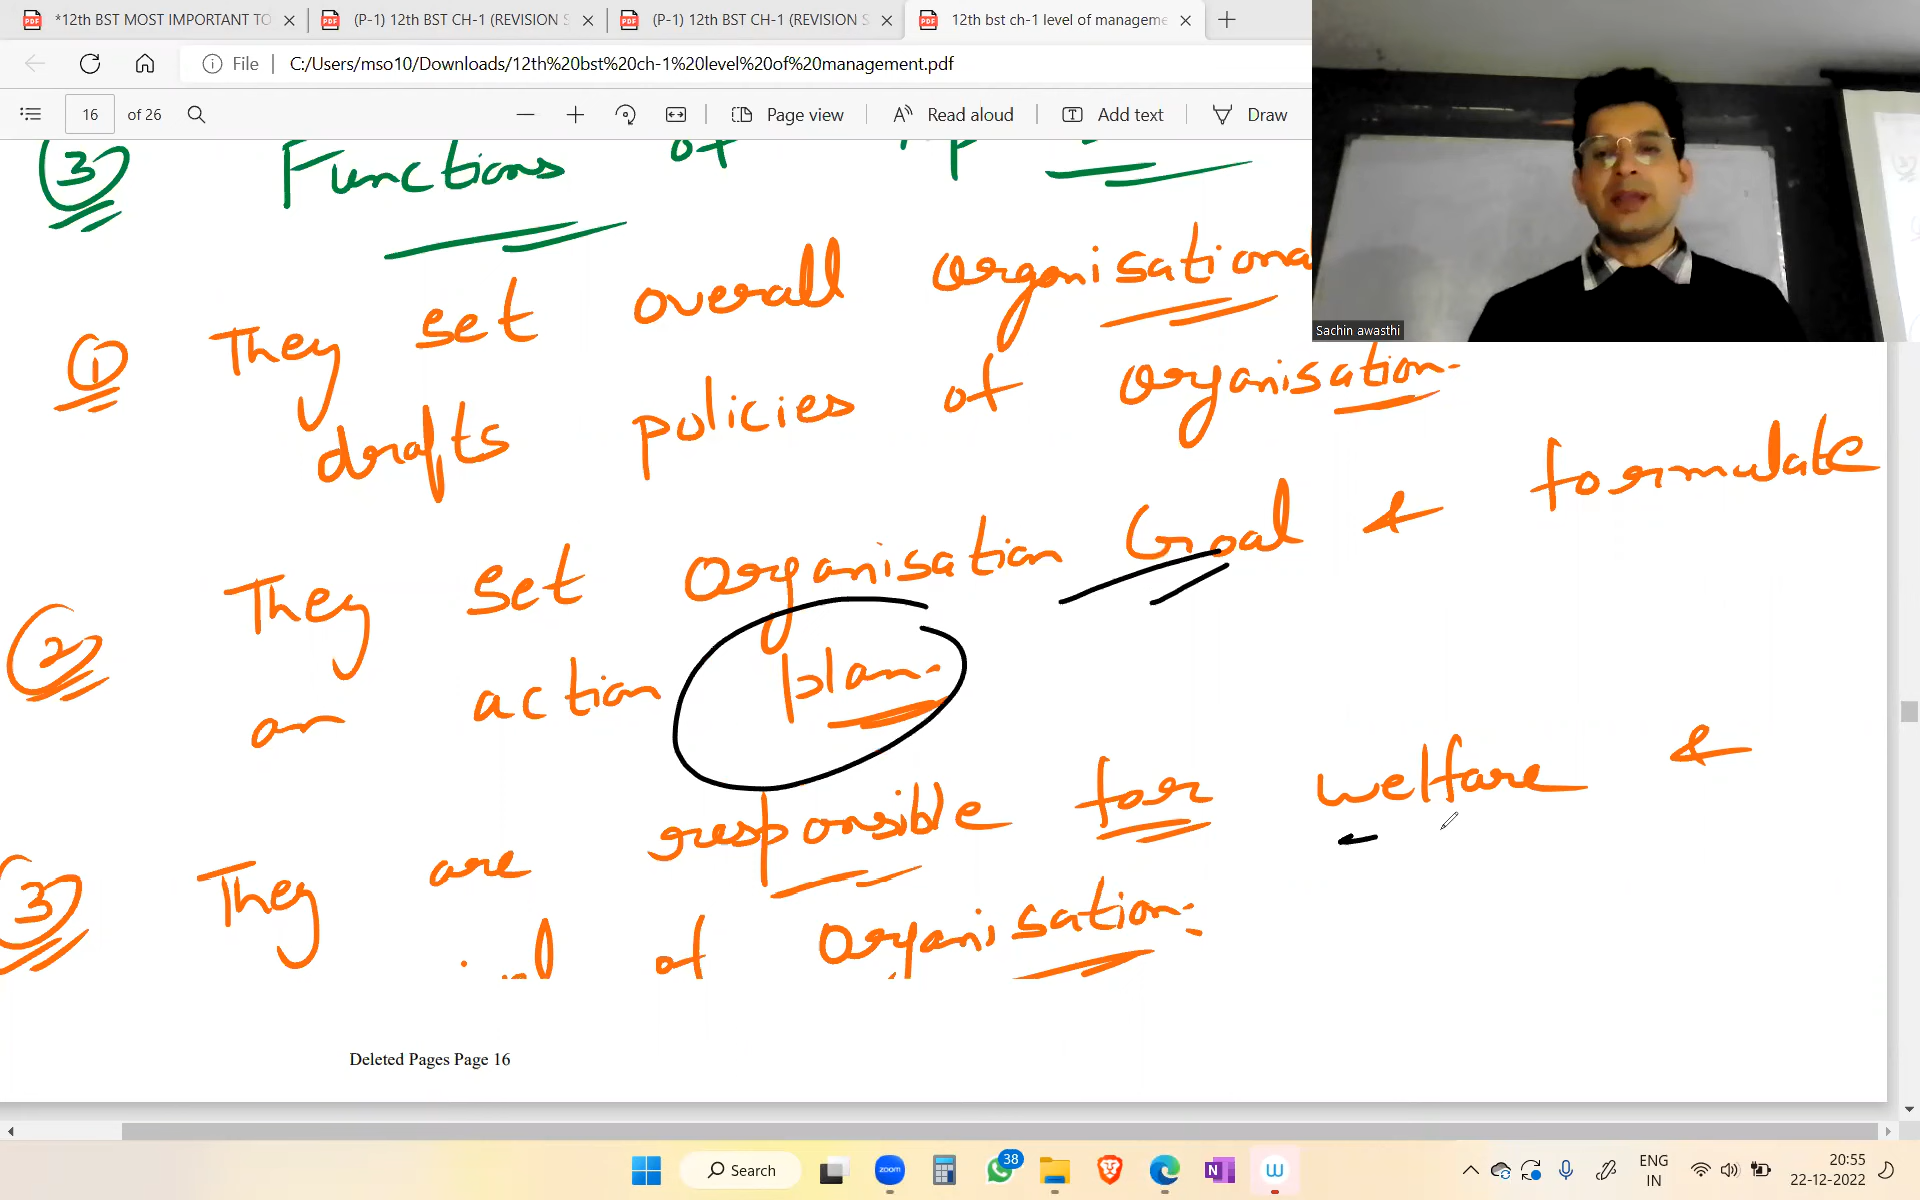 *12th BST MOST IMPORTANT TO
(P-1) 12th BST CH-1 (REVISION S
(P-1) 12th BST CH-1 (REVISION S
12th bst ch-1 level of manageme
File
C:/Users/mso10/Downloads/12th%20bst%20ch-1%20level%20of%20management.pdf
16 of 26
Page view
Read aloud
Add text
Draw
3 Functions of
Sachin awasthi
1 They set overall organisationa
drafts policies of organisation.
2 They set organisation Goal & formulate
an action plan.
3 They are responsible for welfare &
of organisation.
Deleted Pages Page 16
Search
zoom
38
N
W
ENG
IN
20:55
22-12-2022